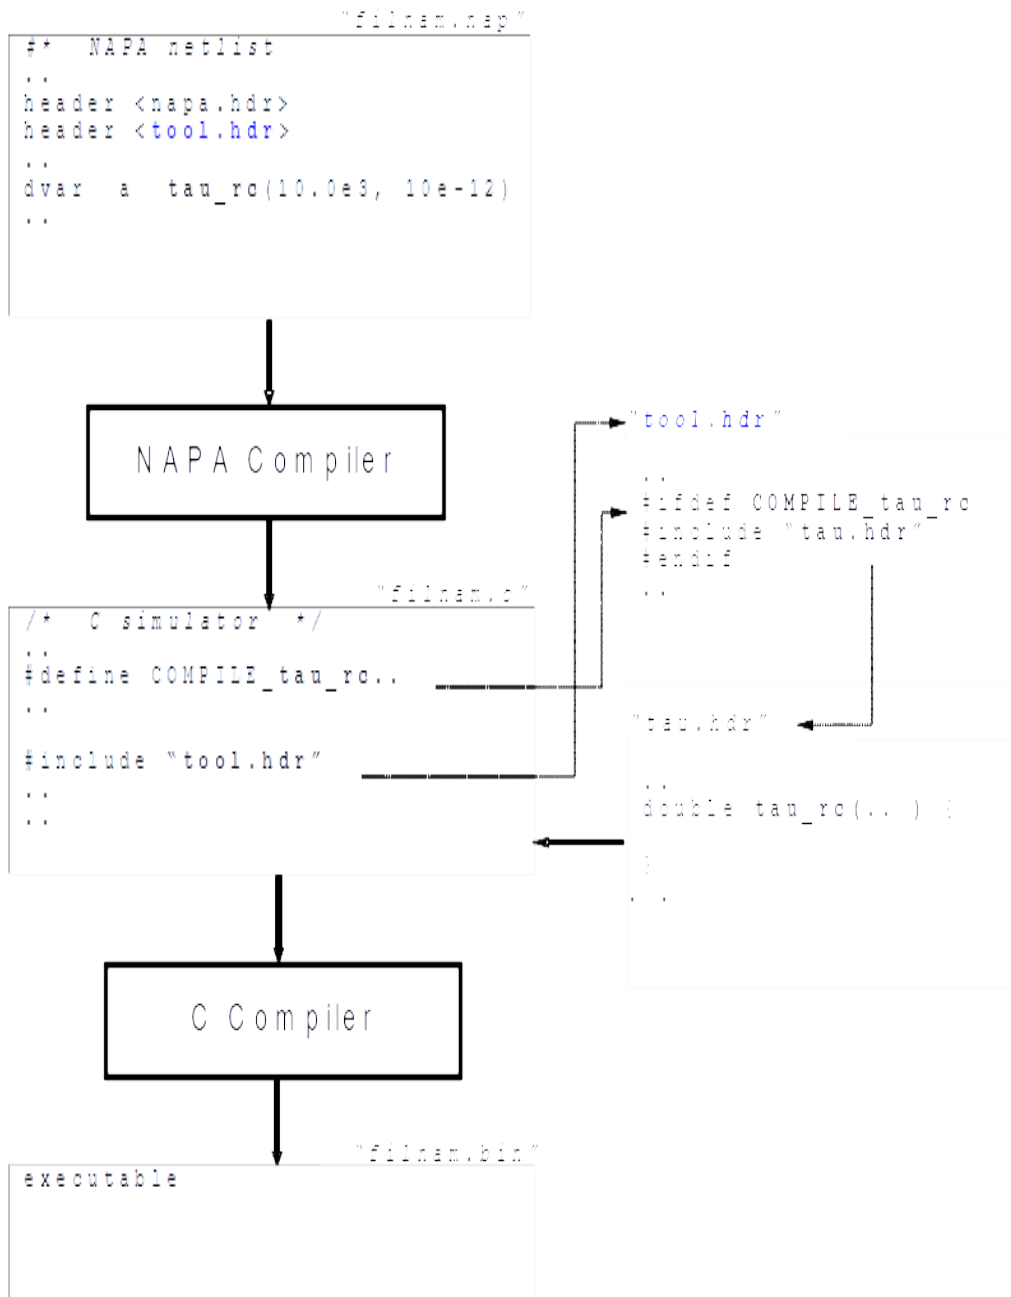 "filnam.nap"
#* NAPA netlist
..
header <napa.hdr>
header <tool.hdr>
..
dvar a tau_rc(10.0e3, 10e-12)
..
NAPA Compiler
"filnam.c"
/* C simulator */
..
#define COMPILE_tau_rc..
..
#include "tool.hdr"
..
..
"tool.hdr"
..
#ifdef COMPILE_tau_rc
#include "tau.hdr"
#endif
..
"tau.hdr"
..
double tau_rc(.. ) {
}
. .
C Compiler
"filnam.bin"
executable